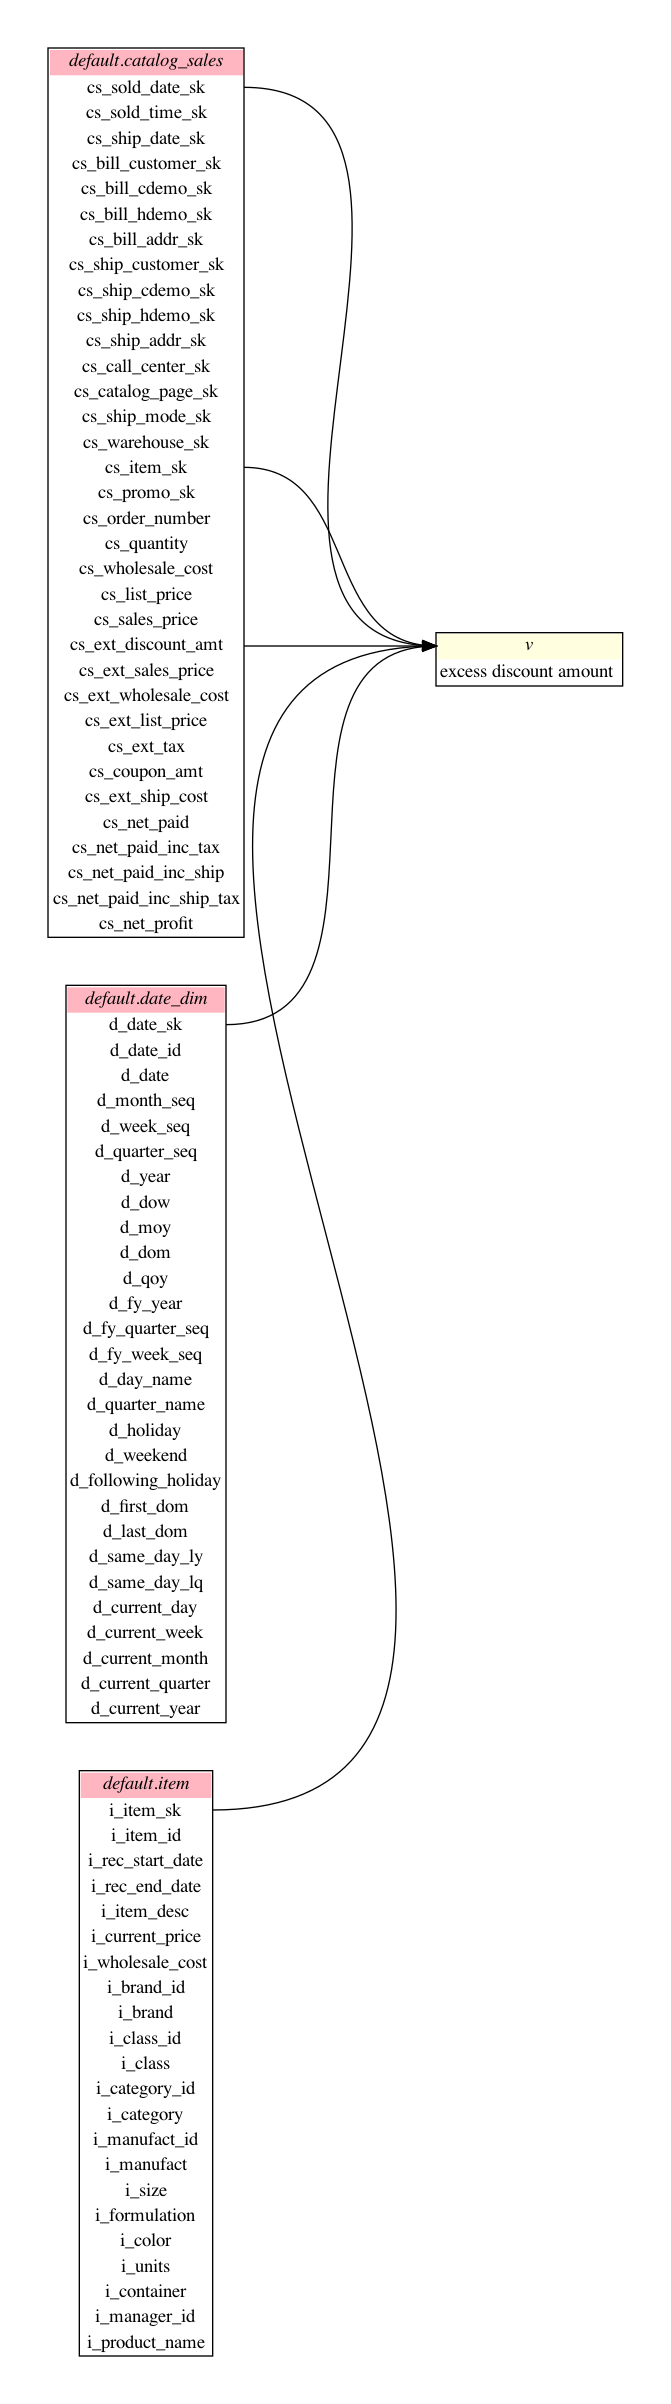 default.catalog_sales
cs_sold_date_sk
cs_sold_time_sk
cs_ship_date_sk
cs_bill_customer_sk
cs_bill_cdemo_sk
cs_bill_hdemo_sk
cs_bill_addr_sk
cs_ship_customer_sk
cs_ship_cdemo_sk
cs_ship_hdemo_sk
cs_ship_addr_sk
cs_call_center_sk
cs_catalog_page_sk
cs_ship_mode_sk
cs_warehouse_sk
cs_item_sk
cs_promo_sk
cs_order_number
cs_quantity
cs_wholesale_cost
cs_list_price
cs_sales_price
cs_ext_discount_amt
cs_ext_sales_price
cs_ext_wholesale_cost
cs_ext_list_price
cs_ext_tax
cs_coupon_amt
cs_ext_ship_cost
cs_net_paid
cs_net_paid_inc_tax
cs_net_paid_inc_ship
cs_net_paid_inc_ship_tax
cs_net_profit
v
excess discount amount
default.date_dim
d_date_sk
d_date_id
d_date
d_month_seq
d_week_seq
d_quarter_seq
d_year
d_dow
d_moy
d_dom
d_qoy
d_fy_year
d_fy_quarter_seq
d_fy_week_seq
d_day_name
d_quarter_name
d_holiday
d_weekend
d_following_holiday
d_first_dom
d_last_dom
d_same_day_ly
d_same_day_lq
d_current_day
d_current_week
d_current_month
d_current_quarter
d_current_year
default.item
i_item_sk
i_item_id
i_rec_start_date
i_rec_end_date
i_item_desc
i_current_price
i_wholesale_cost
i_brand_id
i_brand
i_class_id
i_class
i_category_id
i_category
i_manufact_id
i_manufact
i_size
i_formulation
i_color
i_units
i_container
i_manager_id
i_product_name